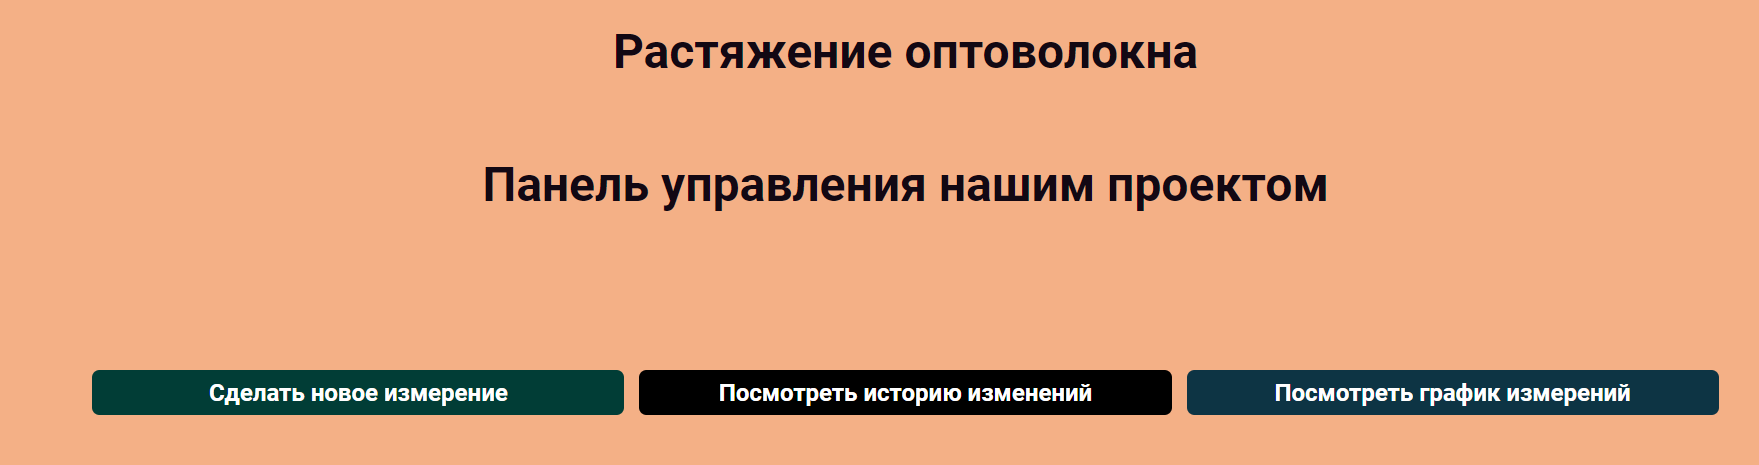 Растяжение оптоволокна
Панель управления нашим проектом
Сделать новое измерение
Посмотреть историю изменений
Посмотреть график измерений